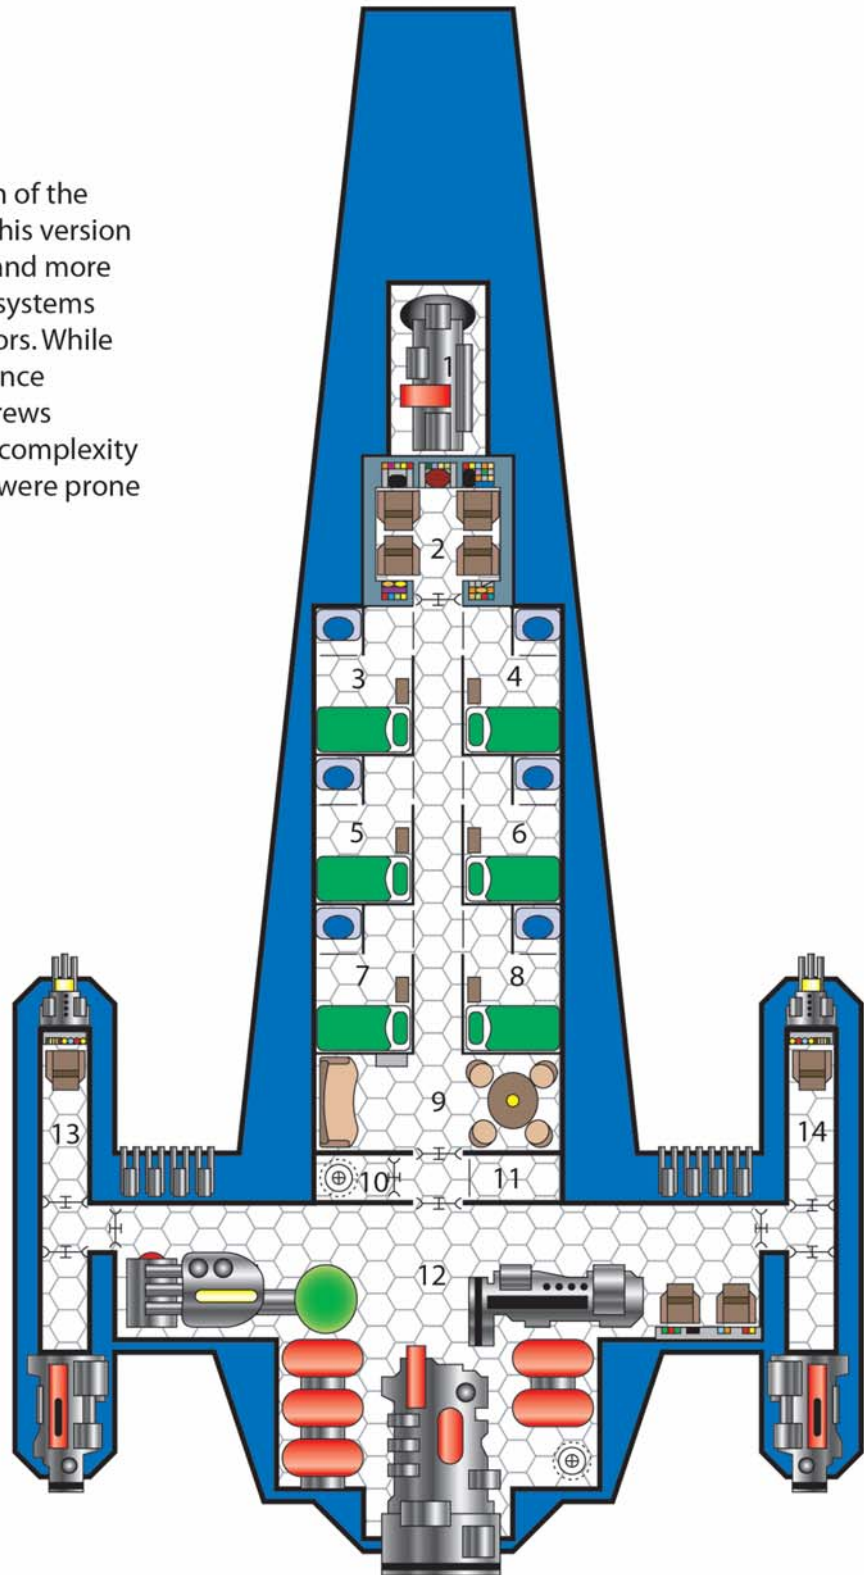 n of the
his version
and more
systems
ors. While
nce
rews
complexity
were prone
1
2
3
4
5
6
7
8
9
10
11
12
13
14